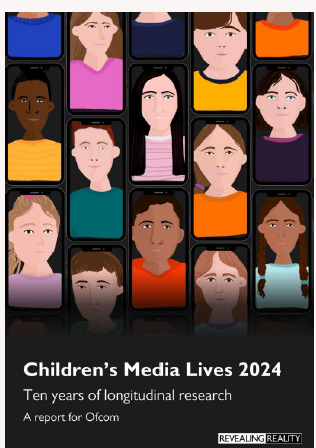 Children's Media Lives 2024
Ten years of longitudinal research
A report for Ofcom
REVEALING REALITY